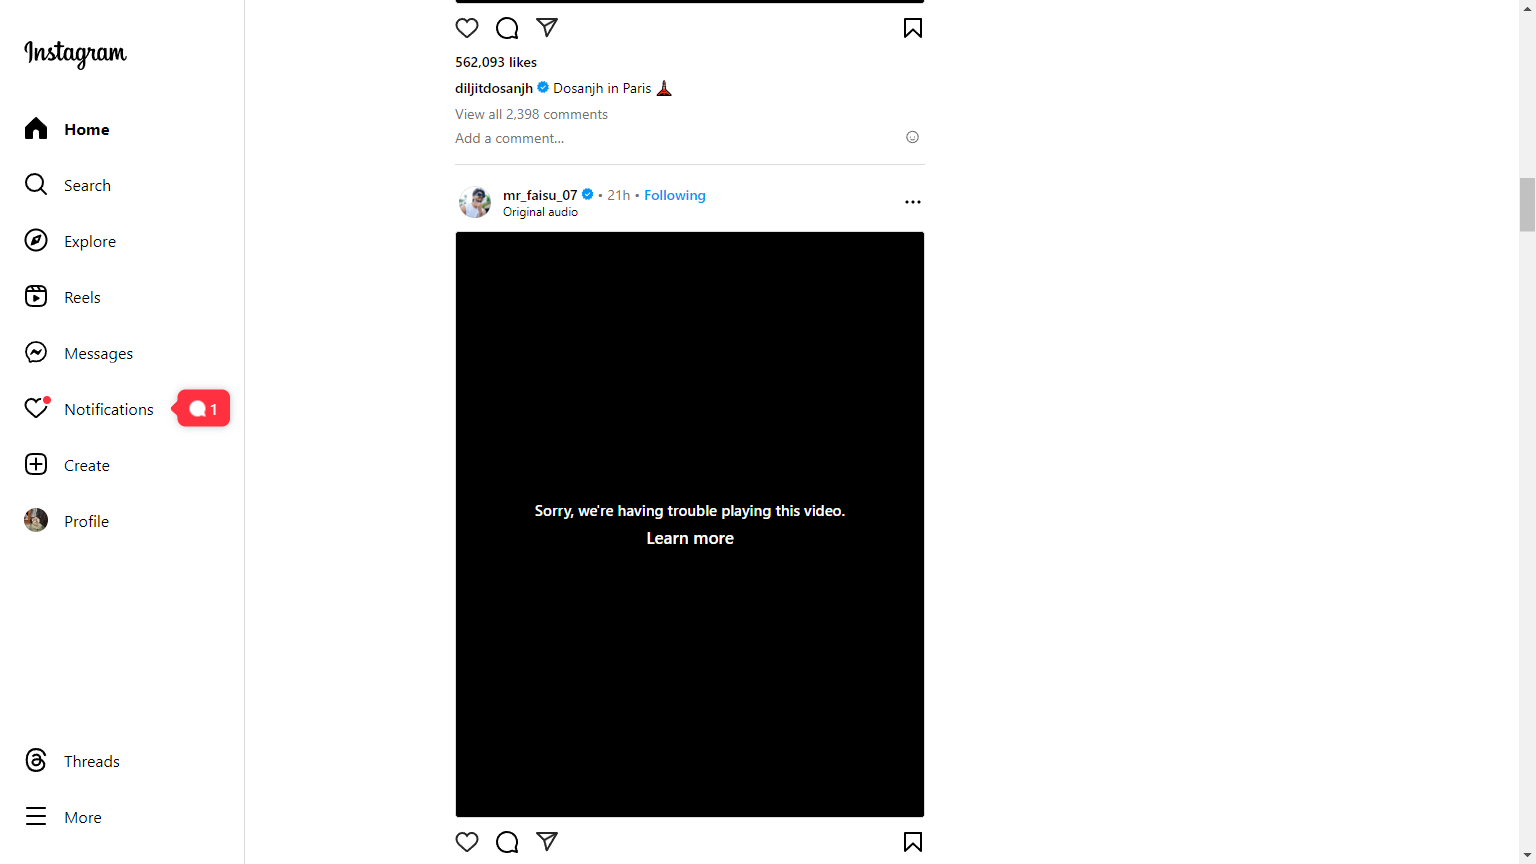 Instagram
Home
Search
Explore
Reels
Messages
Notifications
1
Create
Profile
Threads
More
562,093 likes
diljitdosanjh Dosanjh in Paris 🗼
View all 2,398 comments
Add a comment...
mr_faisu_07 • 21h • Following
Original audio
Sorry, we're having trouble playing this video.
Learn more